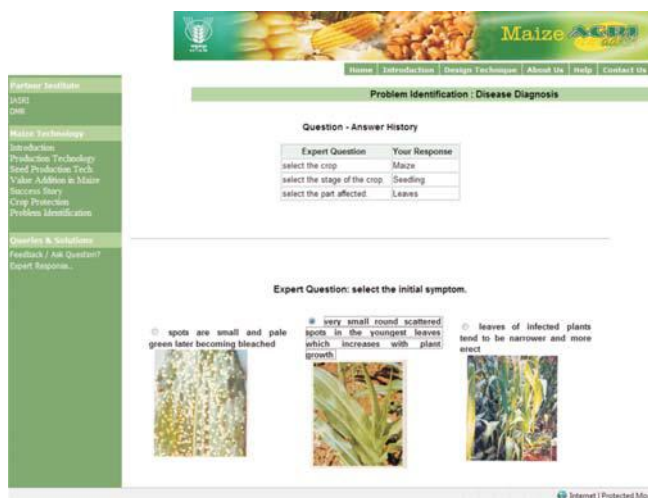 Maize AGRI
Home | Introduction | Design Technique | About Us | Help | Contact Us
Partner Institute
IASRI
DMR
Maize Technology
Introduction
Production Technology
Seed Production Tech.
Value Addition in Maize
Success Story
Crop Protection
Problem Identification
Queries & Solutions
Feedback / Ask Question?
Expert Response..
Problem Identification : Disease Diagnosis
Question - Answer History
Expert Question Your Response
select the crop Maize
select the stage of the crop. Seedling
select the part affected. Leaves
Expert Question: select the initial symptom.
spots are small and pale
green later becoming bleached
very small round scattered
spots in the youngest leaves
which increases with plant
growth
leaves of infected plants
tend to be narrower and more
erect
Internet | Protected Mo